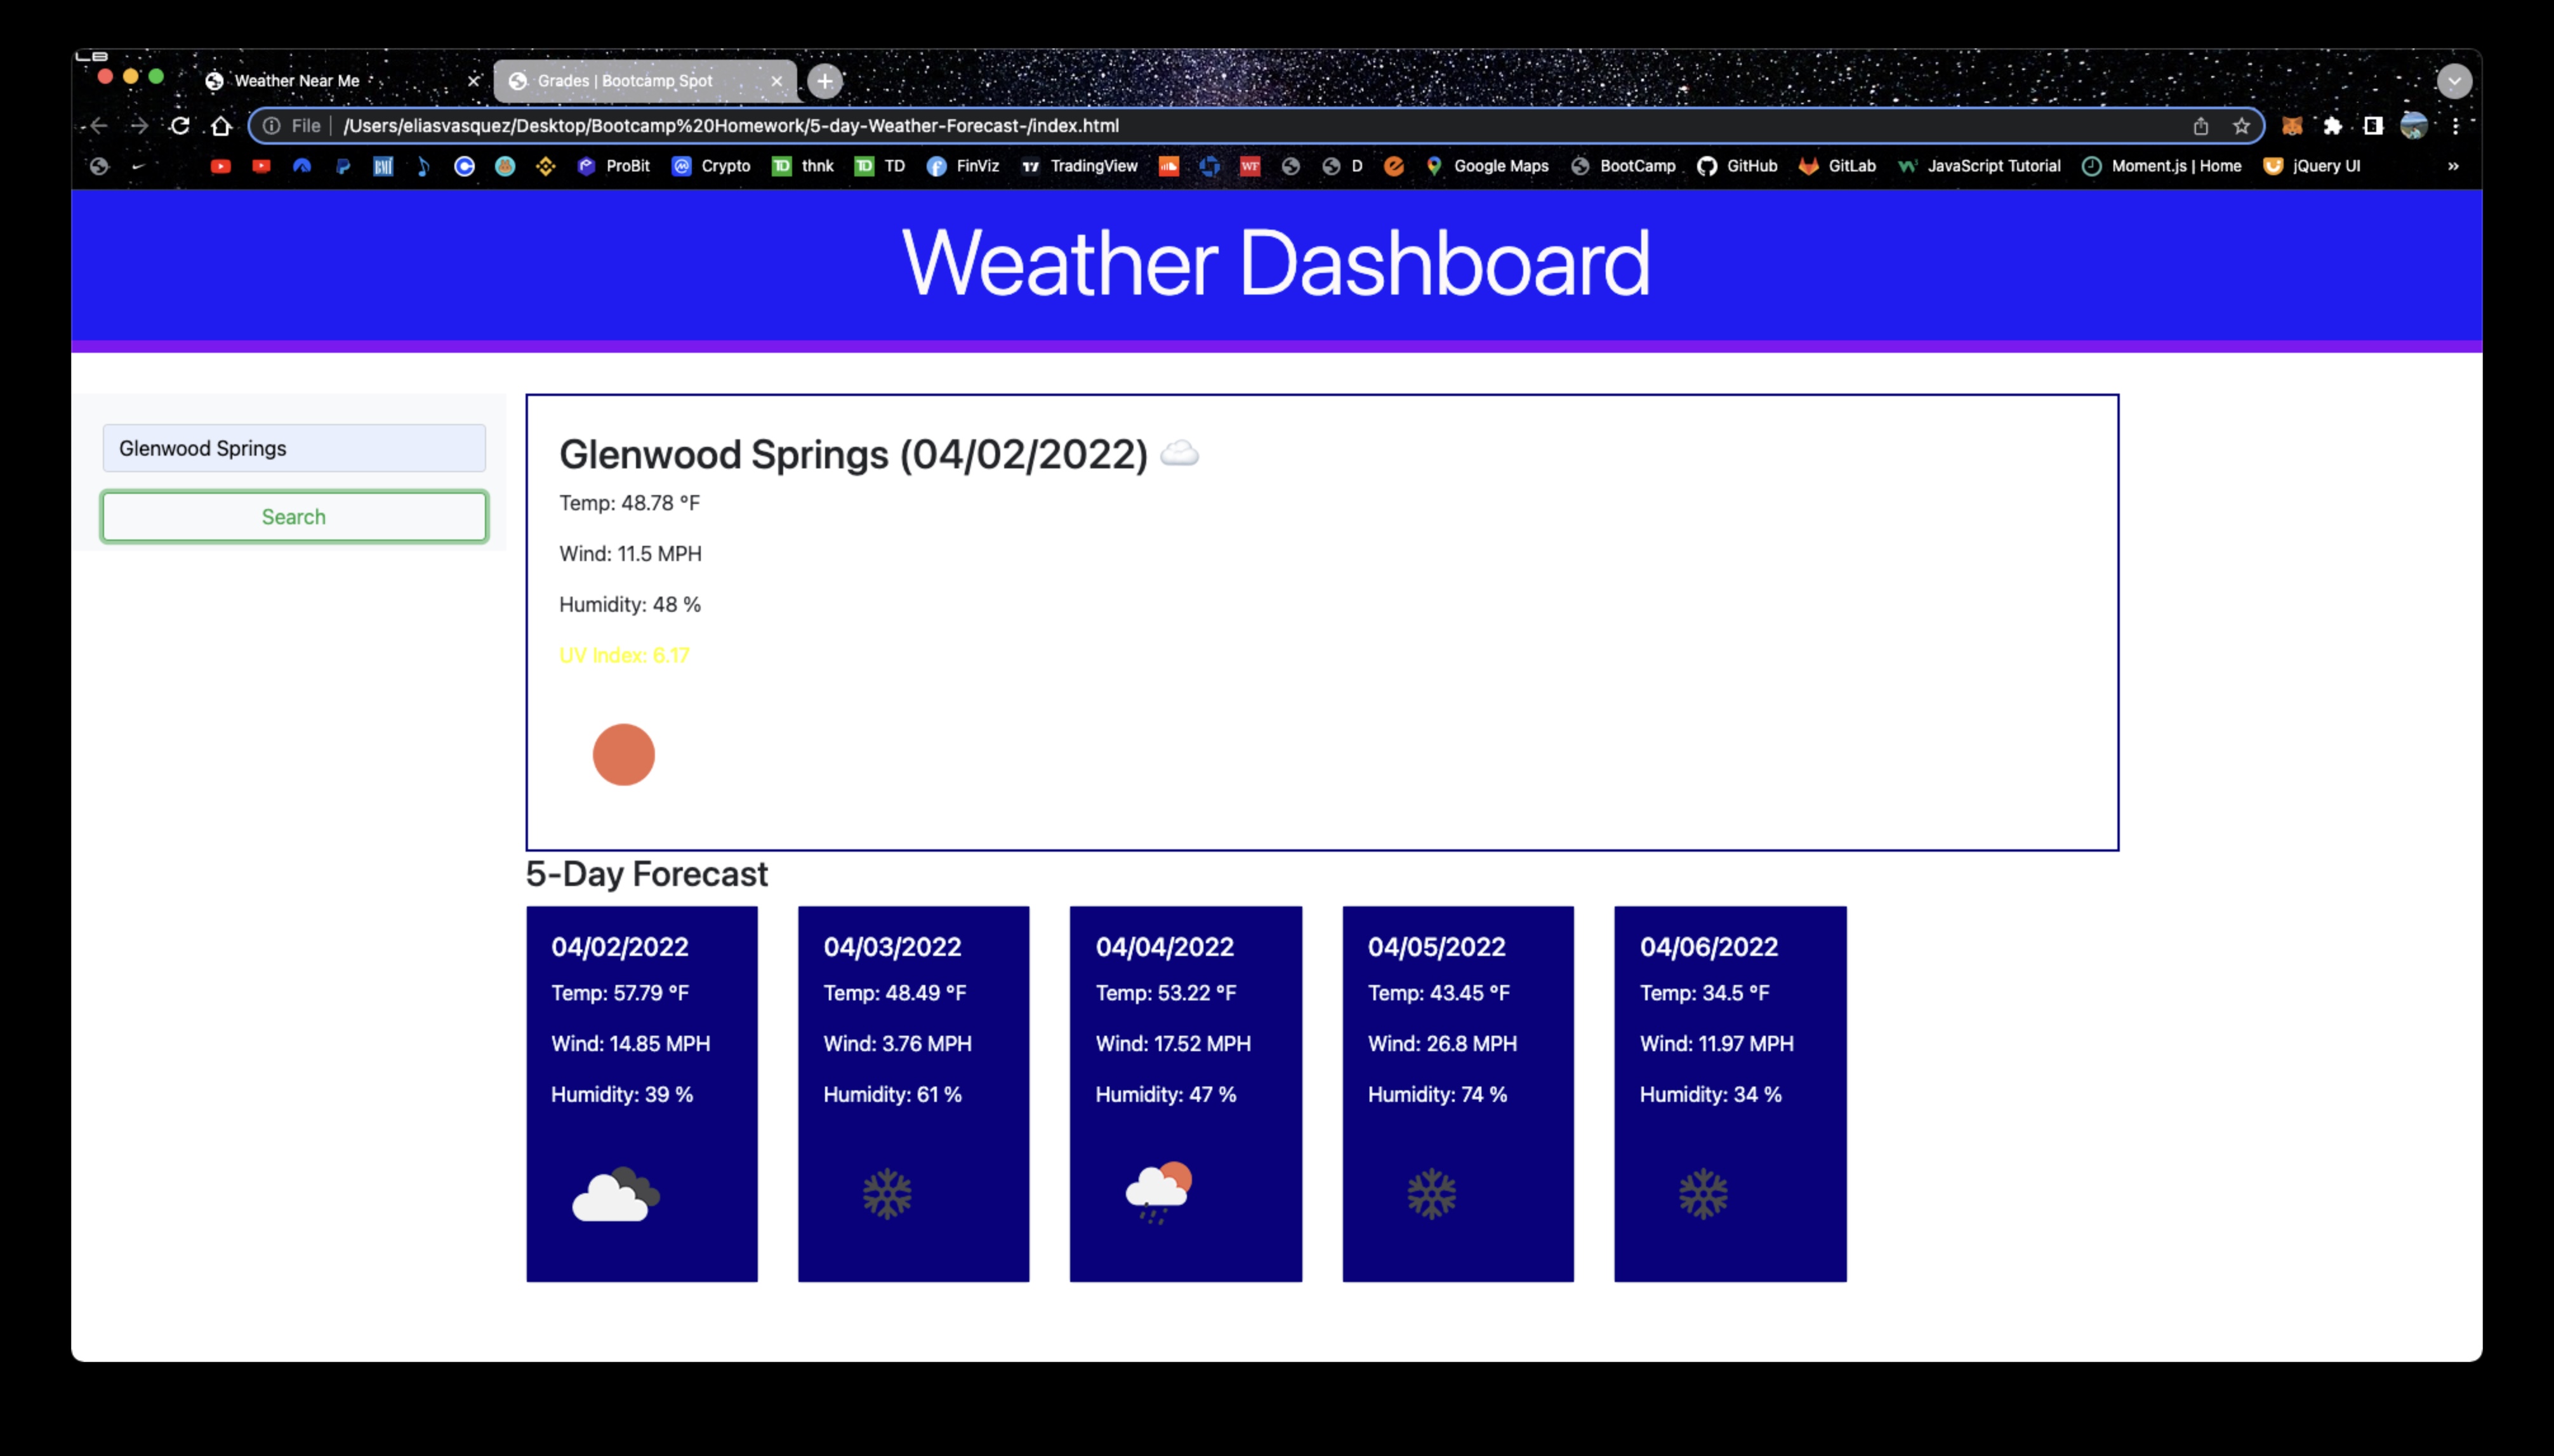 Weather Near Me
Grades | Bootcamp Spot
File | /Users/eliasvasquez/Desktop/Bootcamp%20Homework/5-day-Weather-Forecast-/index.html
ProBit Crypto TD thnk TD TD FinViz TradingView WF D Google Maps BootCamp GitHub GitLab JavaScript Tutorial Moment.js | Home jQuery UI »
Weather Dashboard
Glenwood Springs
Search
Glenwood Springs (04/02/2022)
Temp: 48.78 °F
Wind: 11.5 MPH
Humidity: 48 %
UV Index: 6.17
5-Day Forecast
04/02/2022
Temp: 57.79 °F
Wind: 14.85 MPH
Humidity: 39 %
04/03/2022
Temp: 48.49 °F
Wind: 3.76 MPH
Humidity: 61 %
04/04/2022
Temp: 53.22 °F
Wind: 17.52 MPH
Humidity: 47 %
04/05/2022
Temp: 43.45 °F
Wind: 26.8 MPH
Humidity: 74 %
04/06/2022
Temp: 34.5 °F
Wind: 11.97 MPH
Humidity: 34 %